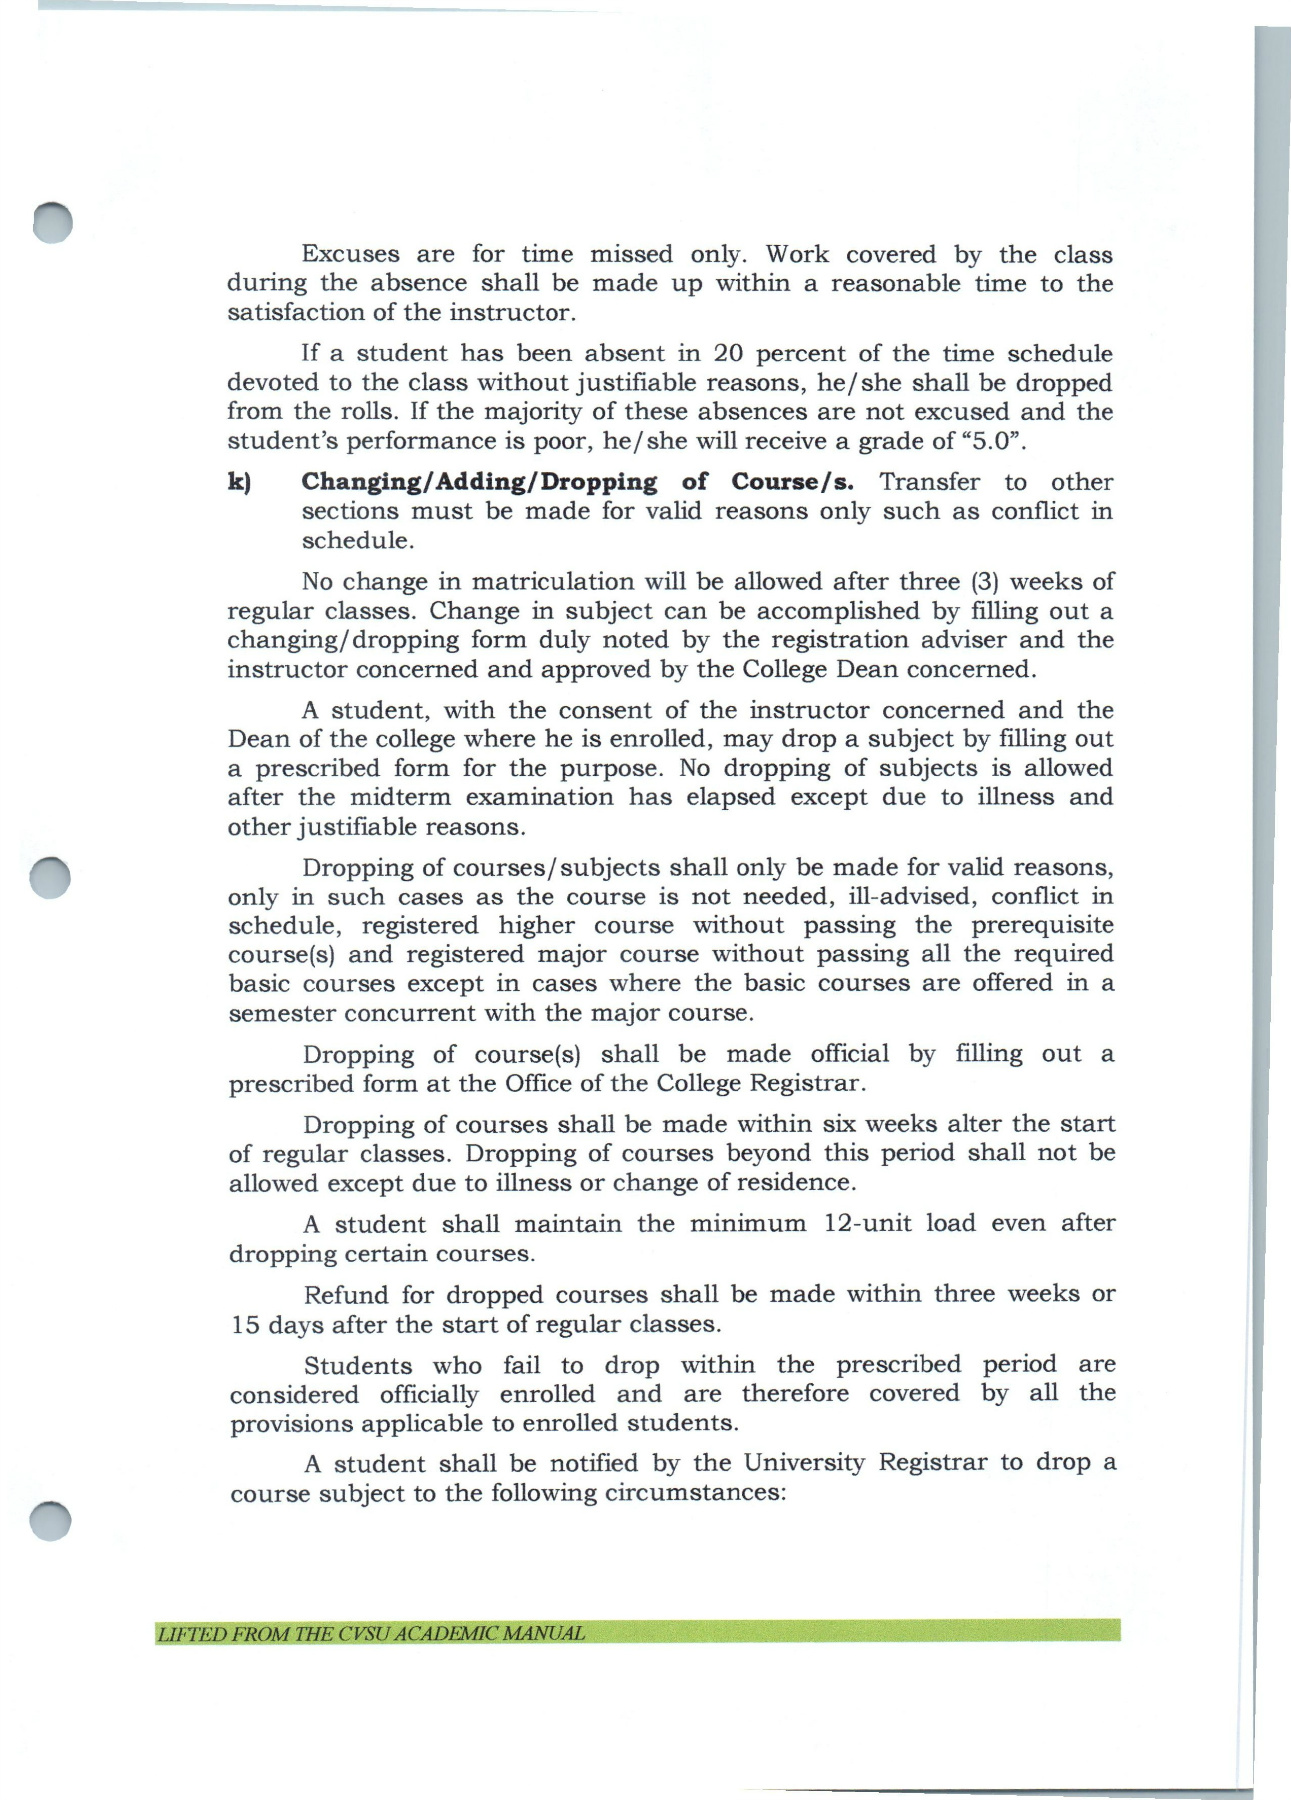 Excuses are for time missed only. Work covered by the class
during the absence shall be made up within a reasonable time to the
satisfaction of the instructor.
If a student has been absent in 20 percent of the time schedule
devoted to the class without justifiable reasons, he/she shall be dropped
from the rolls. If the majority of these absences are not excused and the
student's performance is poor, he/she will receive a grade of “5.0”.
k) Changing/Adding/Dropping of Course/s. Transfer to other
sections must be made for valid reasons only such as conflict in
schedule.
No change in matriculation will be allowed after three (3) weeks of
regular classes. Change in subject can be accomplished by filling out a
changing/dropping form duly noted by the registration adviser and the
instructor concerned and approved by the College Dean concerned.
A student, with the consent of the instructor concerned and the
Dean of the college where he is enrolled, may drop a subject by filling out
a prescribed form for the purpose. No dropping of subjects is allowed
after the midterm examination has elapsed except due to illness and
other justifiable reasons.
Dropping of courses/subjects shall only be made for valid reasons,
only in such cases as the course is not needed, ill-advised, conflict in
schedule, registered higher course without passing the prerequisite
course(s) and registered major course without passing all the required
basic courses except in cases where the basic courses are offered in a
semester concurrent with the major course.
Dropping of course(s) shall be made official by filling out a
prescribed form at the Office of the College Registrar.
Dropping of courses shall be made within six weeks alter the start
of regular classes. Dropping of courses beyond this period shall not be
allowed except due to illness or change of residence.
A student shall maintain the minimum 12-unit load even after
dropping certain courses.
Refund for dropped courses shall be made within three weeks or
15 days after the start of regular classes.
Students who fail to drop within the prescribed period are
considered officially enrolled and are therefore covered by all the
provisions applicable to enrolled students.
A student shall be notified by the University Registrar to drop a
course subject to the following circumstances:
LIFTED FROM THE CVSU ACADEMIC MANUAL